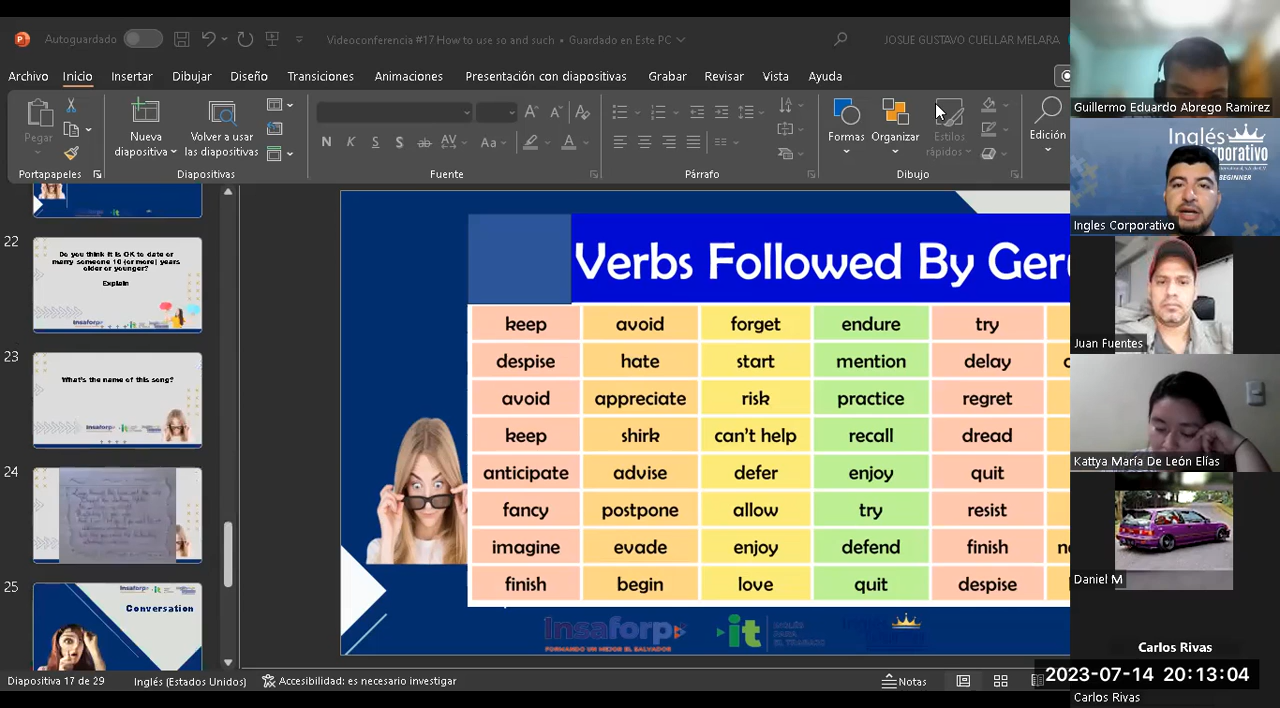 Autoguardado
Videoconferencia #17 How to use so and such • Guardado en Este PC
JOSUE GUSTAVO CUELLAR MELARA
Archivo Inicio Insertar Dibujar Diseño Transiciones Animaciones Presentación con diapositivas Grabar Revisar Vista Ayuda
Pegar
Nueva diapositiva
Volver a usar las diapositivas
N K S S ab AV Aa A
Formas Organizar Estilos rápidos Edición
Portapapeles Diapositivas Fuente Párrafo Dibujo
22
Do you think it is OK to date or
marry someone 10 (or more) years
older or younger?
Explain
Insaforp
23
What's the name of this song?
24
25
Conversation
Verbs Followed By Ger
keep avoid forget endure try
despise hate start mention delay
avoid appreciate risk practice regret
keep shirk can't help recall dread
anticipate advise defer enjoy quit
fancy postpone allow try resist
imagine evade enjoy defend finish
finish begin love quit despise
Insaforp
FORMANDO UN MEJOR EL SALVADOR
it
INGLÉS
PARA
EL TRABAJO
Diapositiva 17 de 29 Inglés (Estados Unidos) Accesibilidad: es necesario investigar
Notas
Guillermo Eduardo Abrego Ramirez
Inglés
BEGINNER
Ingles Corporativo
Juan Fuentes
Kattya María De León Elías
Daniel M
Carlos Rivas
2023-07-14 20:13:04
Carlos Rivas